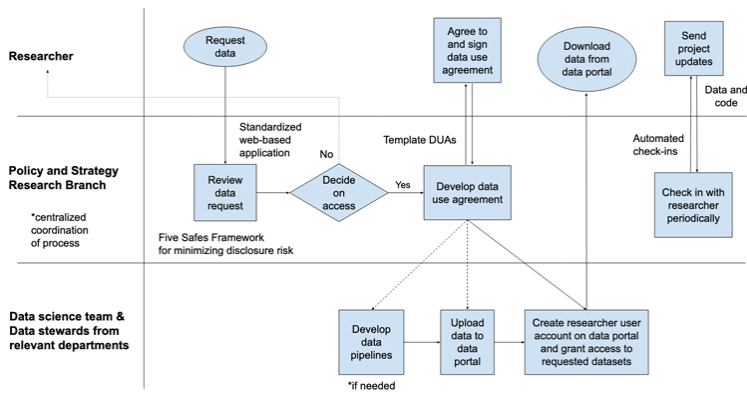 Researcher
Request
data
Agree to
and sign
data use
agreement
Download
data from
data portal
Send
project
updates
Data and
code
Standardized
web-based
application
Template DUAs
Automated
check-ins
Policy and Strategy
Research Branch
*centralized
coordination
of process
Review
data
request
No
Decide
on
access
Yes
Develop data
use agreement
Check in with
researcher
periodically
Five Safes Framework
for minimizing disclosure risk
Data science team &
Data stewards from
relevant departments
Develop
data
pipelines
*if needed
Upload
data to
data
portal
Create researcher user
account on data portal
and grant access to
requested datasets